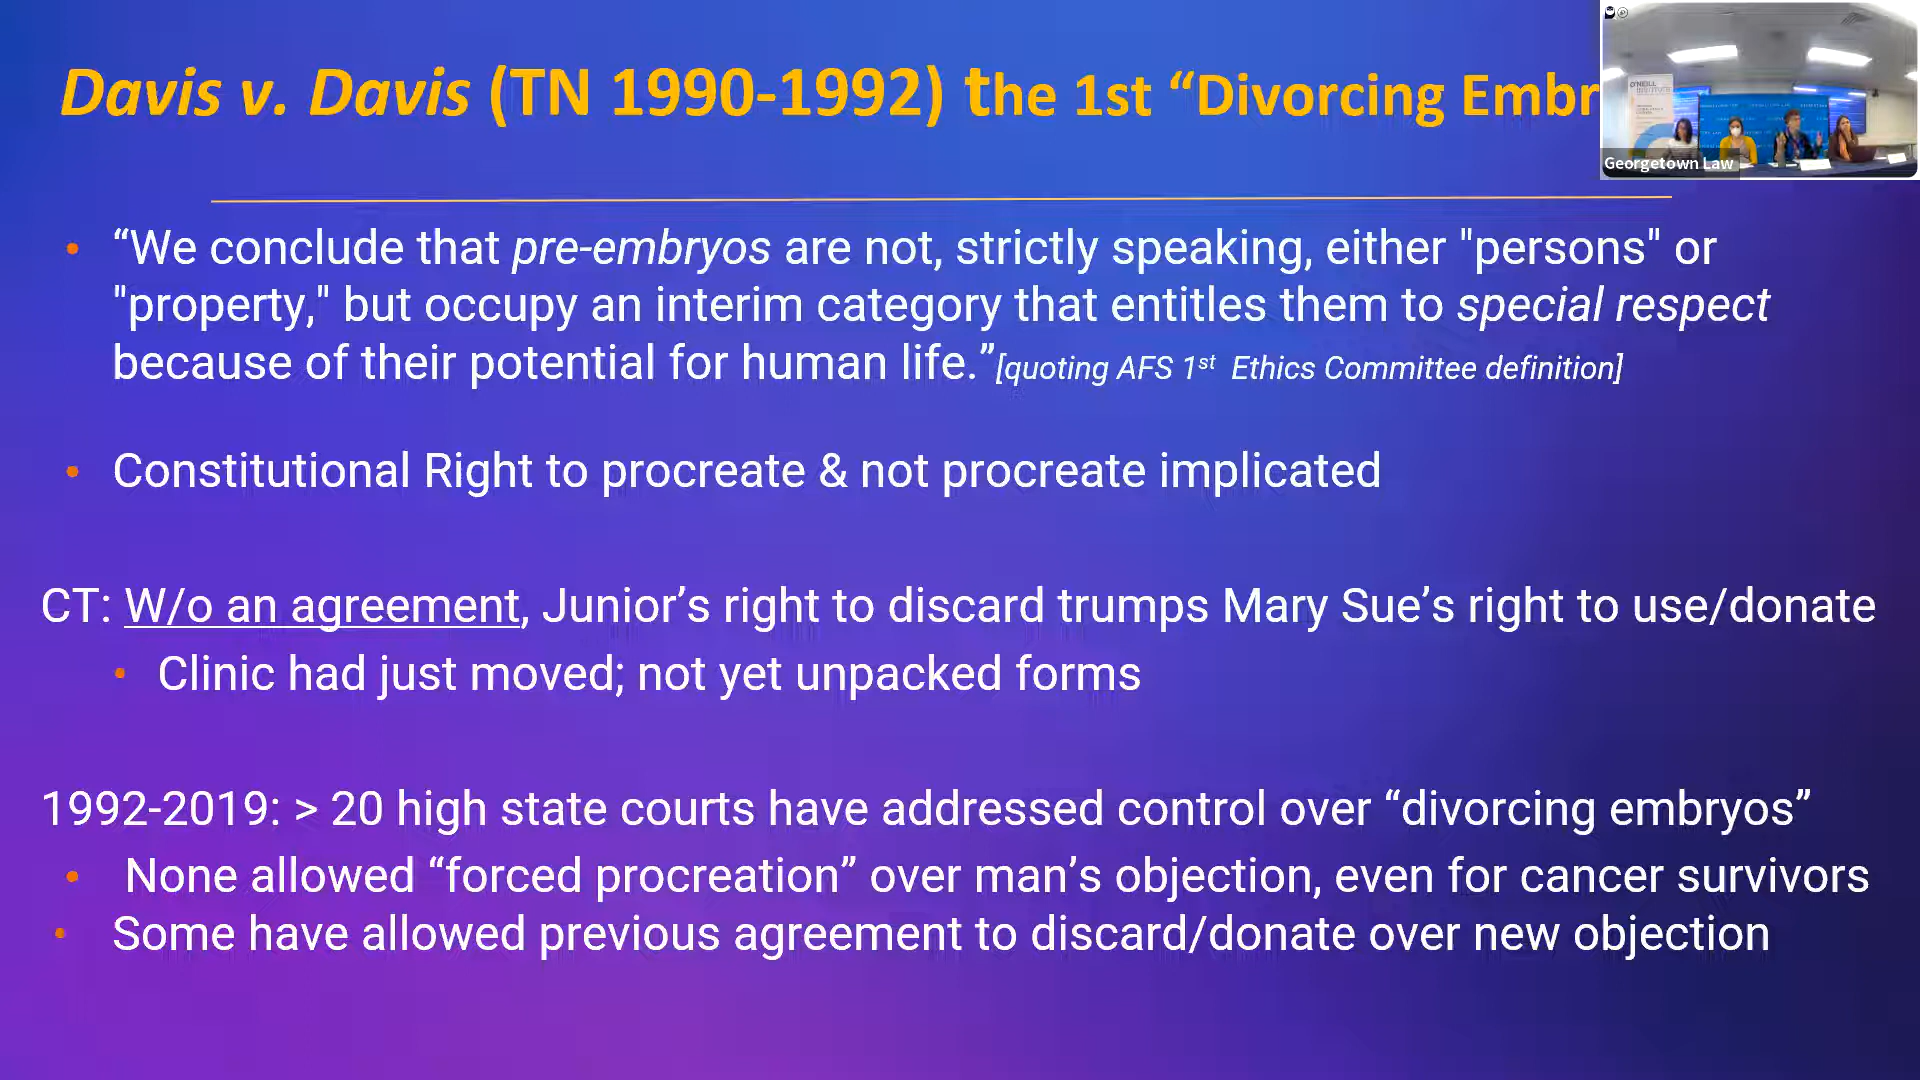 Davis v. Davis (TN 1990-1992) the 1st “Divorcing Embr
O'NEILL
INSTITUTE
Georgetown Law
• “We conclude that pre-embryos are not, strictly speaking, either "persons" or
"property," but occupy an interim category that entitles them to special respect
because of their potential for human life.”[quoting AFS 1st Ethics Committee definition]
• Constitutional Right to procreate & not procreate implicated
CT: W/o an agreement, Junior’s right to discard trumps Mary Sue’s right to use/donate
• Clinic had just moved; not yet unpacked forms
1992-2019: > 20 high state courts have addressed control over “divorcing embryos”
• None allowed “forced procreation” over man’s objection, even for cancer survivors
• Some have allowed previous agreement to discard/donate over new objection